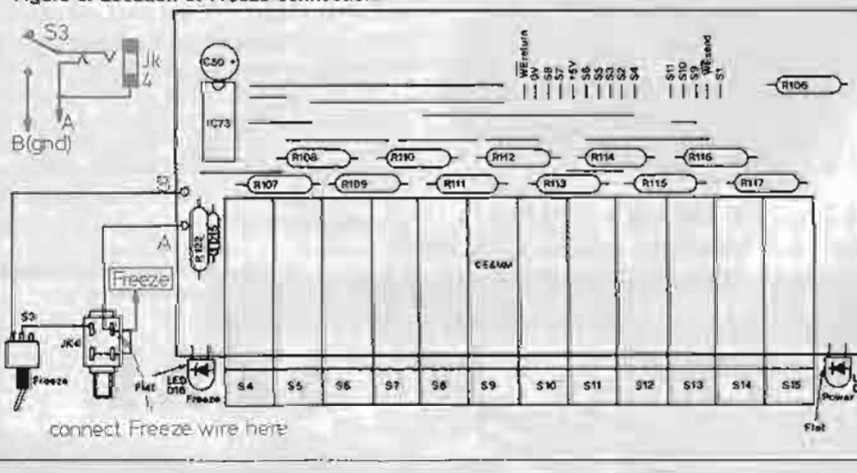 S3
JK
4
A
B(gnd)
C50 +
IC73
WEreturn
0V
S8
S7
+5V
S6
S5
S3
S2
S4
S11
S10
S9
WEsend
S1
R106
R108
R110
R112
R114
R116
R107
R109
R111
R113
R115
R117
B
A
R122
Freeze
S3
JK4
Freeze
Flat
LED
D16
Freeze
S4
S5
S6
S7
S8
S9
S10
S11
S12
S13
S14
S15
Power
Flat
connect Freeze wire here